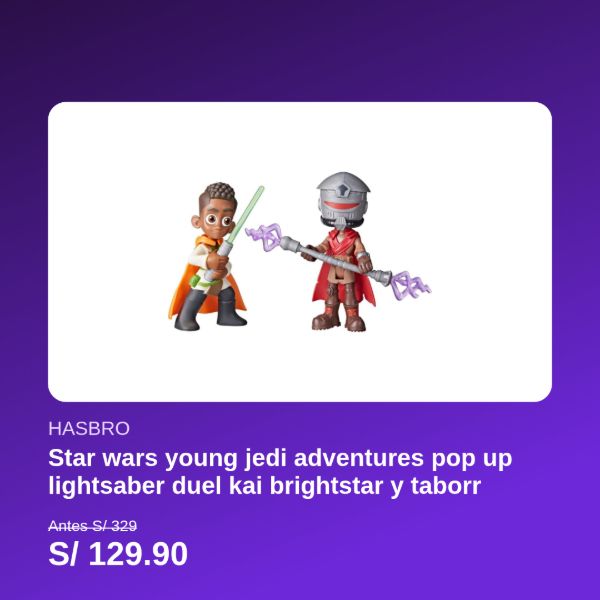 HASBRO
Star wars young jedi adventures pop up
lightsaber duel kai brightstar y taborr
Antes S/ 329
S/ 129.90